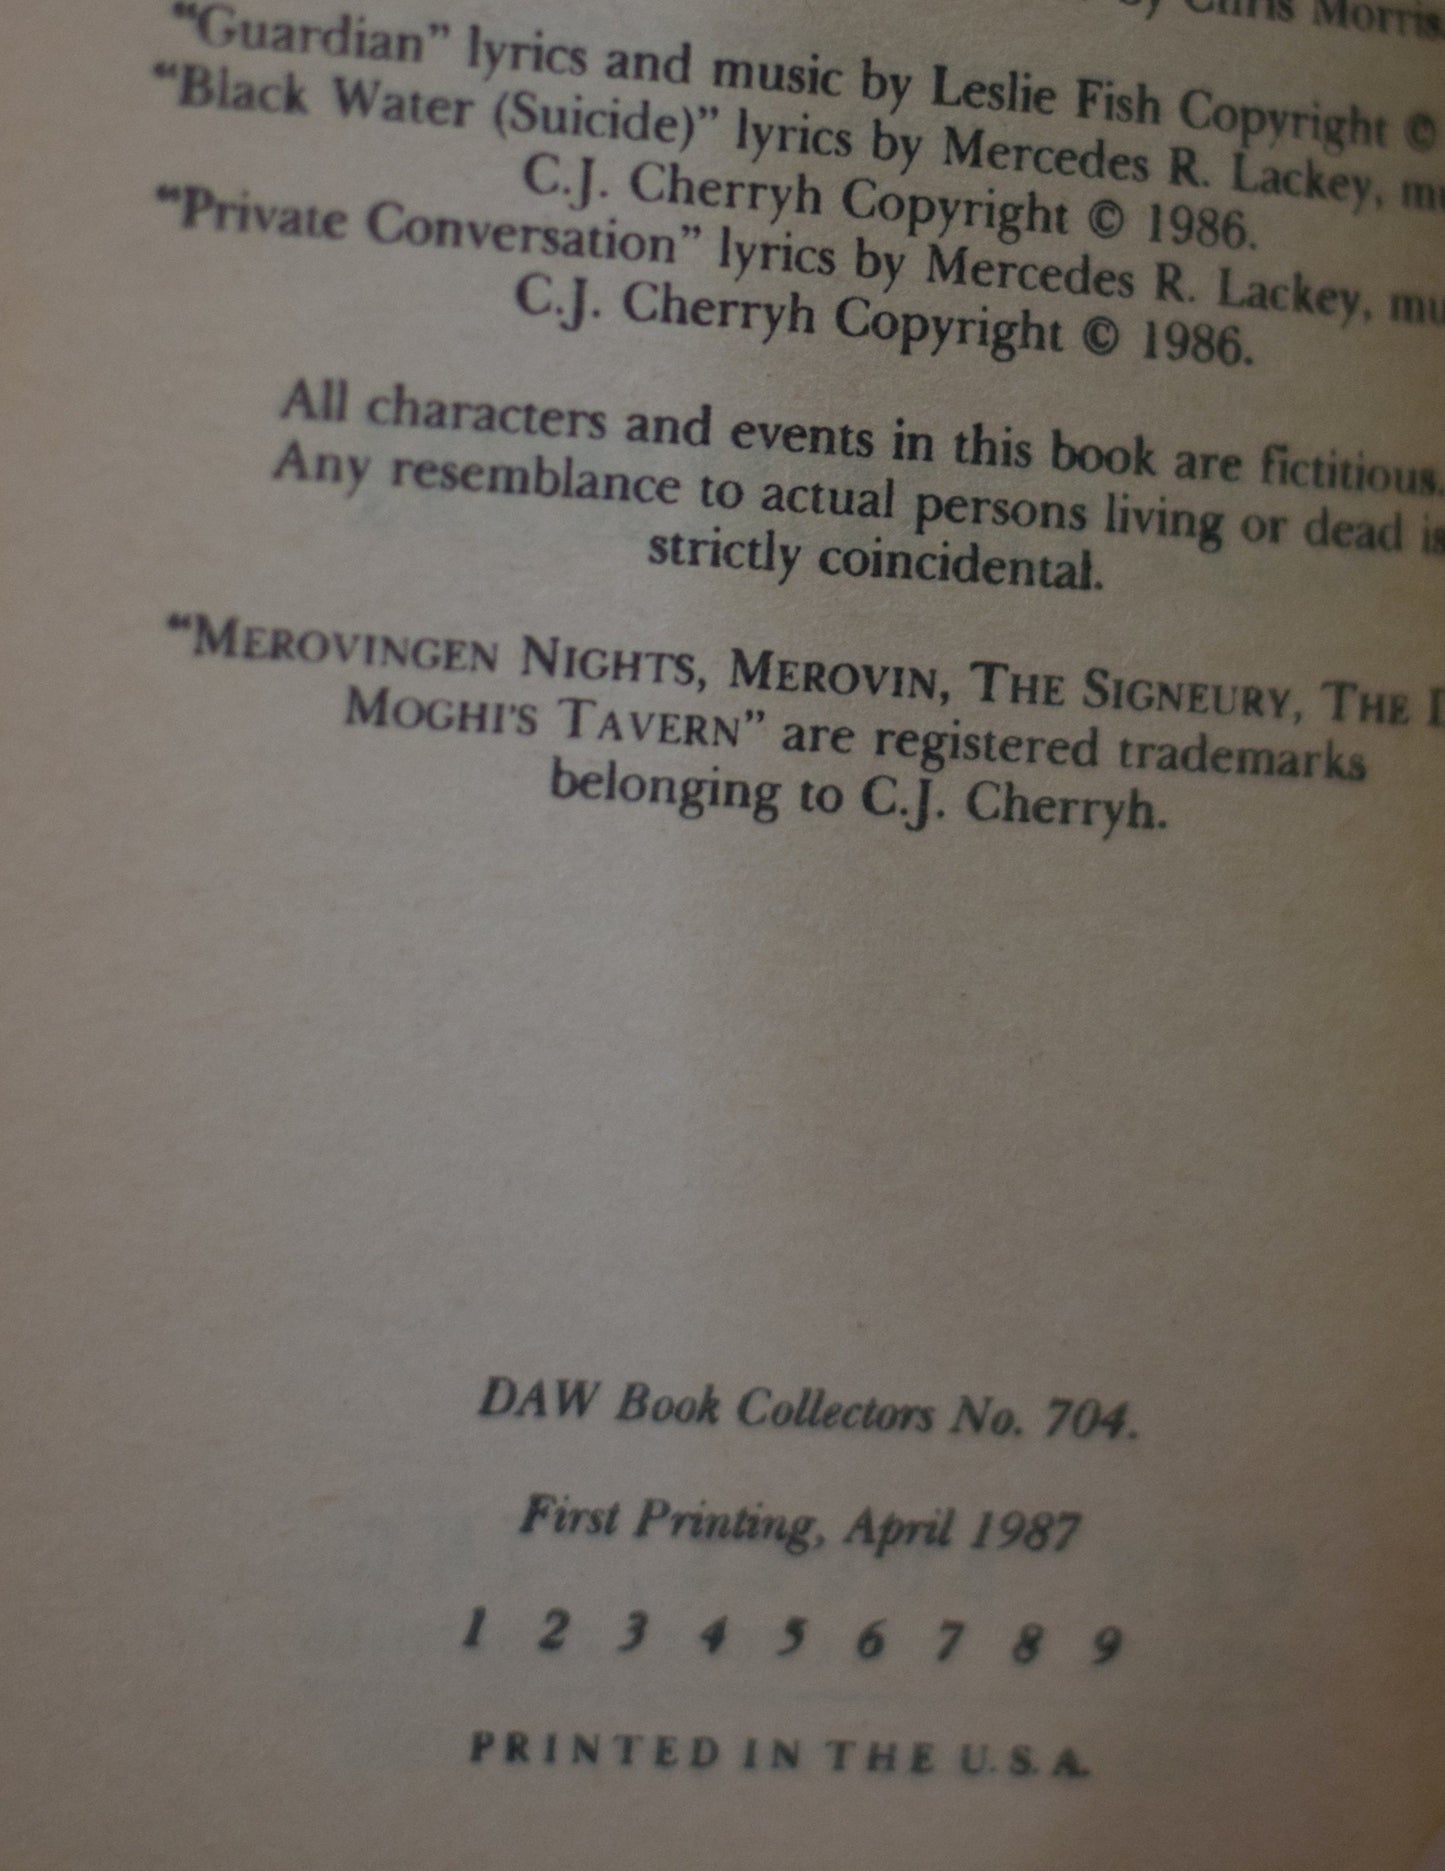 by Chris Morris.
“Guardian” lyrics and music by Leslie Fish Copyright ©
“Black Water (Suicide)” lyrics by Mercedes R. Lackey,
C.J. Cherryh Copyright © 1986.
“Private Conversation” lyrics by Mercedes R. Lackey,
C.J. Cherryh Copyright © 1986.
All characters and events in this book are fictitious.
Any resemblance to actual persons living or dead is
strictly coincidental.
“MEROVINGEN NIGHTS, MEROVIN, THE SIGNEURY, THE
MOGHI'S TAVERN” are registered trademarks
belonging to C.J. Cherryh.
DAW Book Collectors No. 704.
First Printing, April 1987
1 2 3 4 5 6 7 8 9
PRINTED IN THE U.S.A.